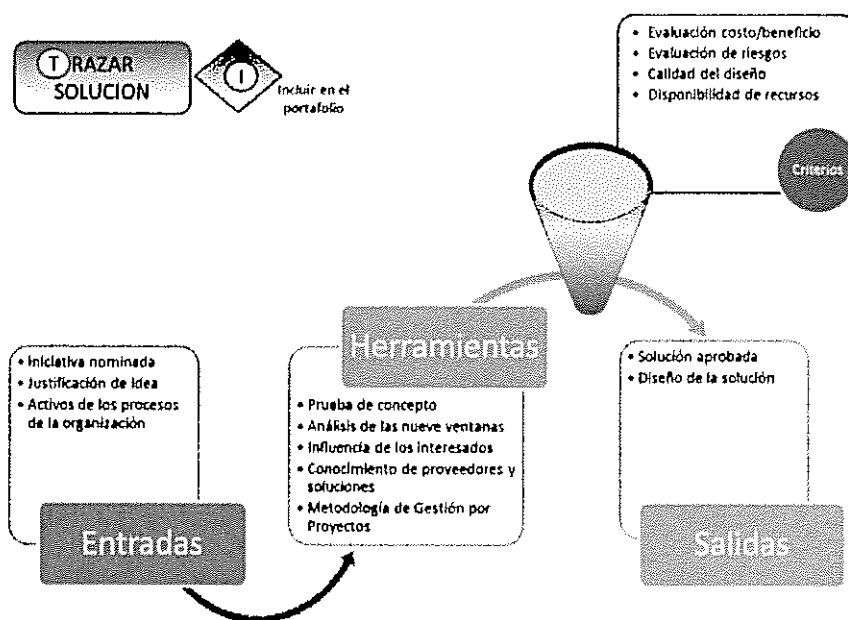 T RAZAR
SOLUCION
I
Incluir en el
portafolio
• Evaluación costo/beneficio
• Evaluación de riesgos
• Calidad del diseño
• Disponibilidad de recursos
Criterios
• Iniciativa nominada
• Justificación de idea
• Activos de los procesos
de la organización
Entradas
Herramientas
• Prueba de concepto
• Análisis de las nueve ventanas
• Influencia de los interesados
• Conocimiento de proveedores y
soluciones
• Metodología de Gestión por
Proyectos
• Solución aprobada
• Diseño de la solución
Salidas